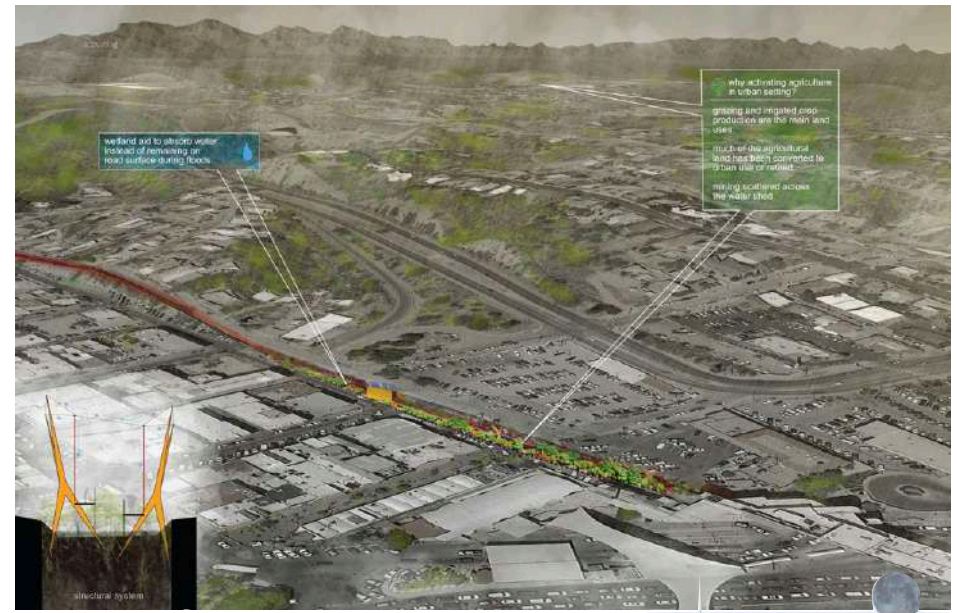 wetland aid to absorb water
instead of remaining on
road surface during floods
why activating agriculture
in urban setting?
grazing and irrigated crop
production are the main land
uses
much of the agricultural
land has been converted to
urban use or retired
mining scattered across
the water shed
structural system